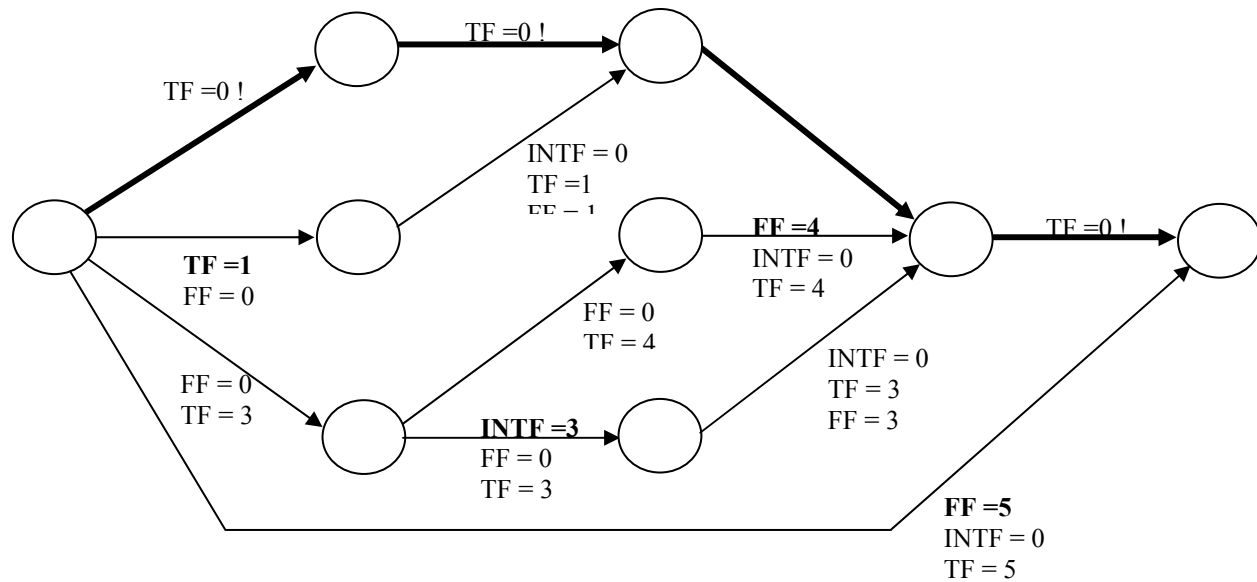 TF =0 !
TF =0 !
INTF = 0
TF =1
FF = 1
TF =1
FF = 0
FF =4
INTF = 0
TF = 4
TF =0 !
FF = 0
TF = 4
FF = 0
TF = 3
INTF =3
FF = 0
TF = 3
INTF = 0
TF = 3
FF = 3
FF =5
INTF = 0
TF = 5